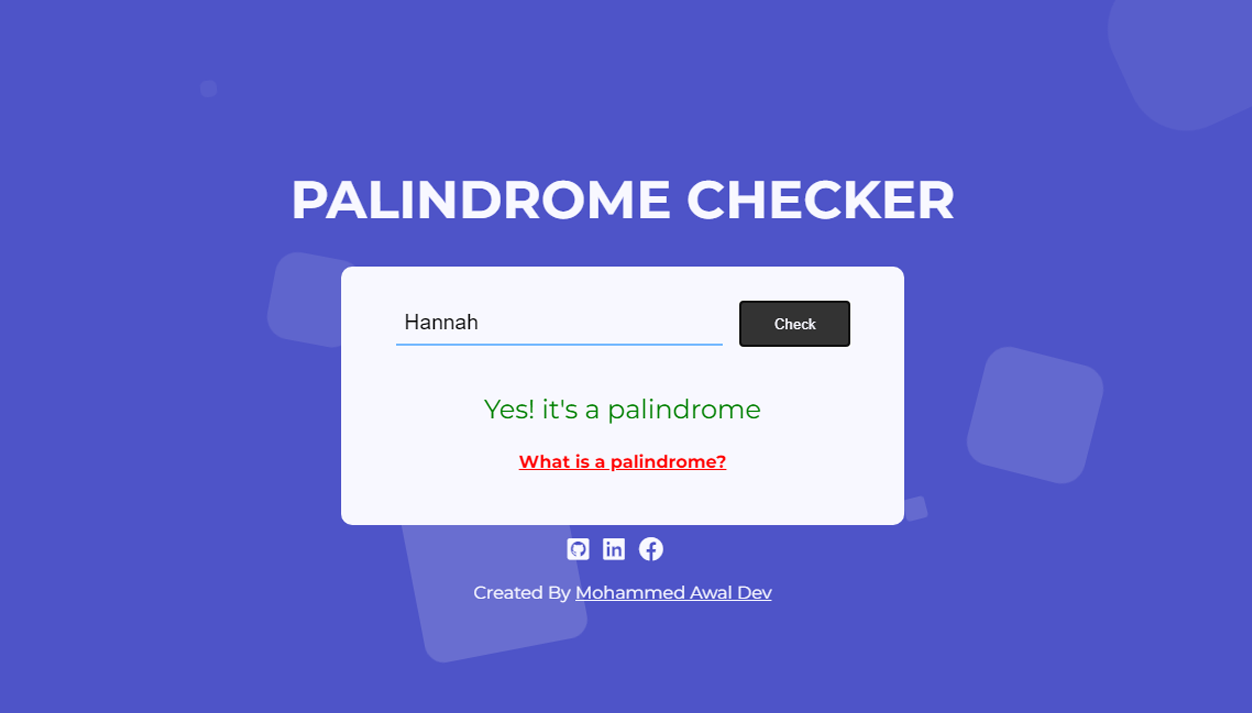 PALINDROME CHECKER
Hannah
Check
Yes! it's a palindrome
What is a palindrome?
Created By Mohammed Awal Dev